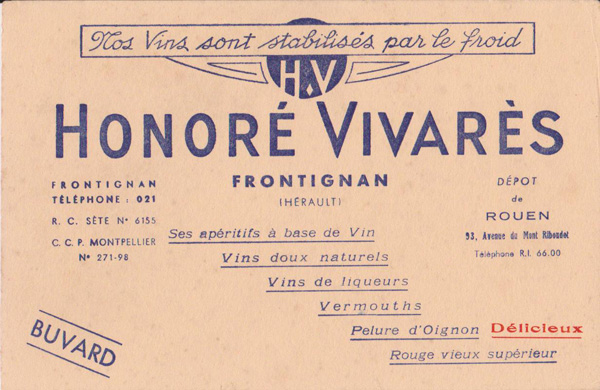 Nos Vins sont stabilisés par le froid
HV
HONORÉ VIVARÈS
FRONTIGNAN
(HÉRAULT)
FRONTIGNAN
TÉLÉPHONE : 021
R. C. SÈTE N° 6155
C. C. P. MONTPELLIER
N° 271-98
DÉPOT
de
ROUEN
93, Avenue du Mont Riboudet
Téléphone R.I. 66.00
Ses apéritifs à base de Vin
Vins doux naturels
Vins de liqueurs
Vermouths
Pelure d'Oignon Délicieux
Rouge vieux supérieur
BUVARD